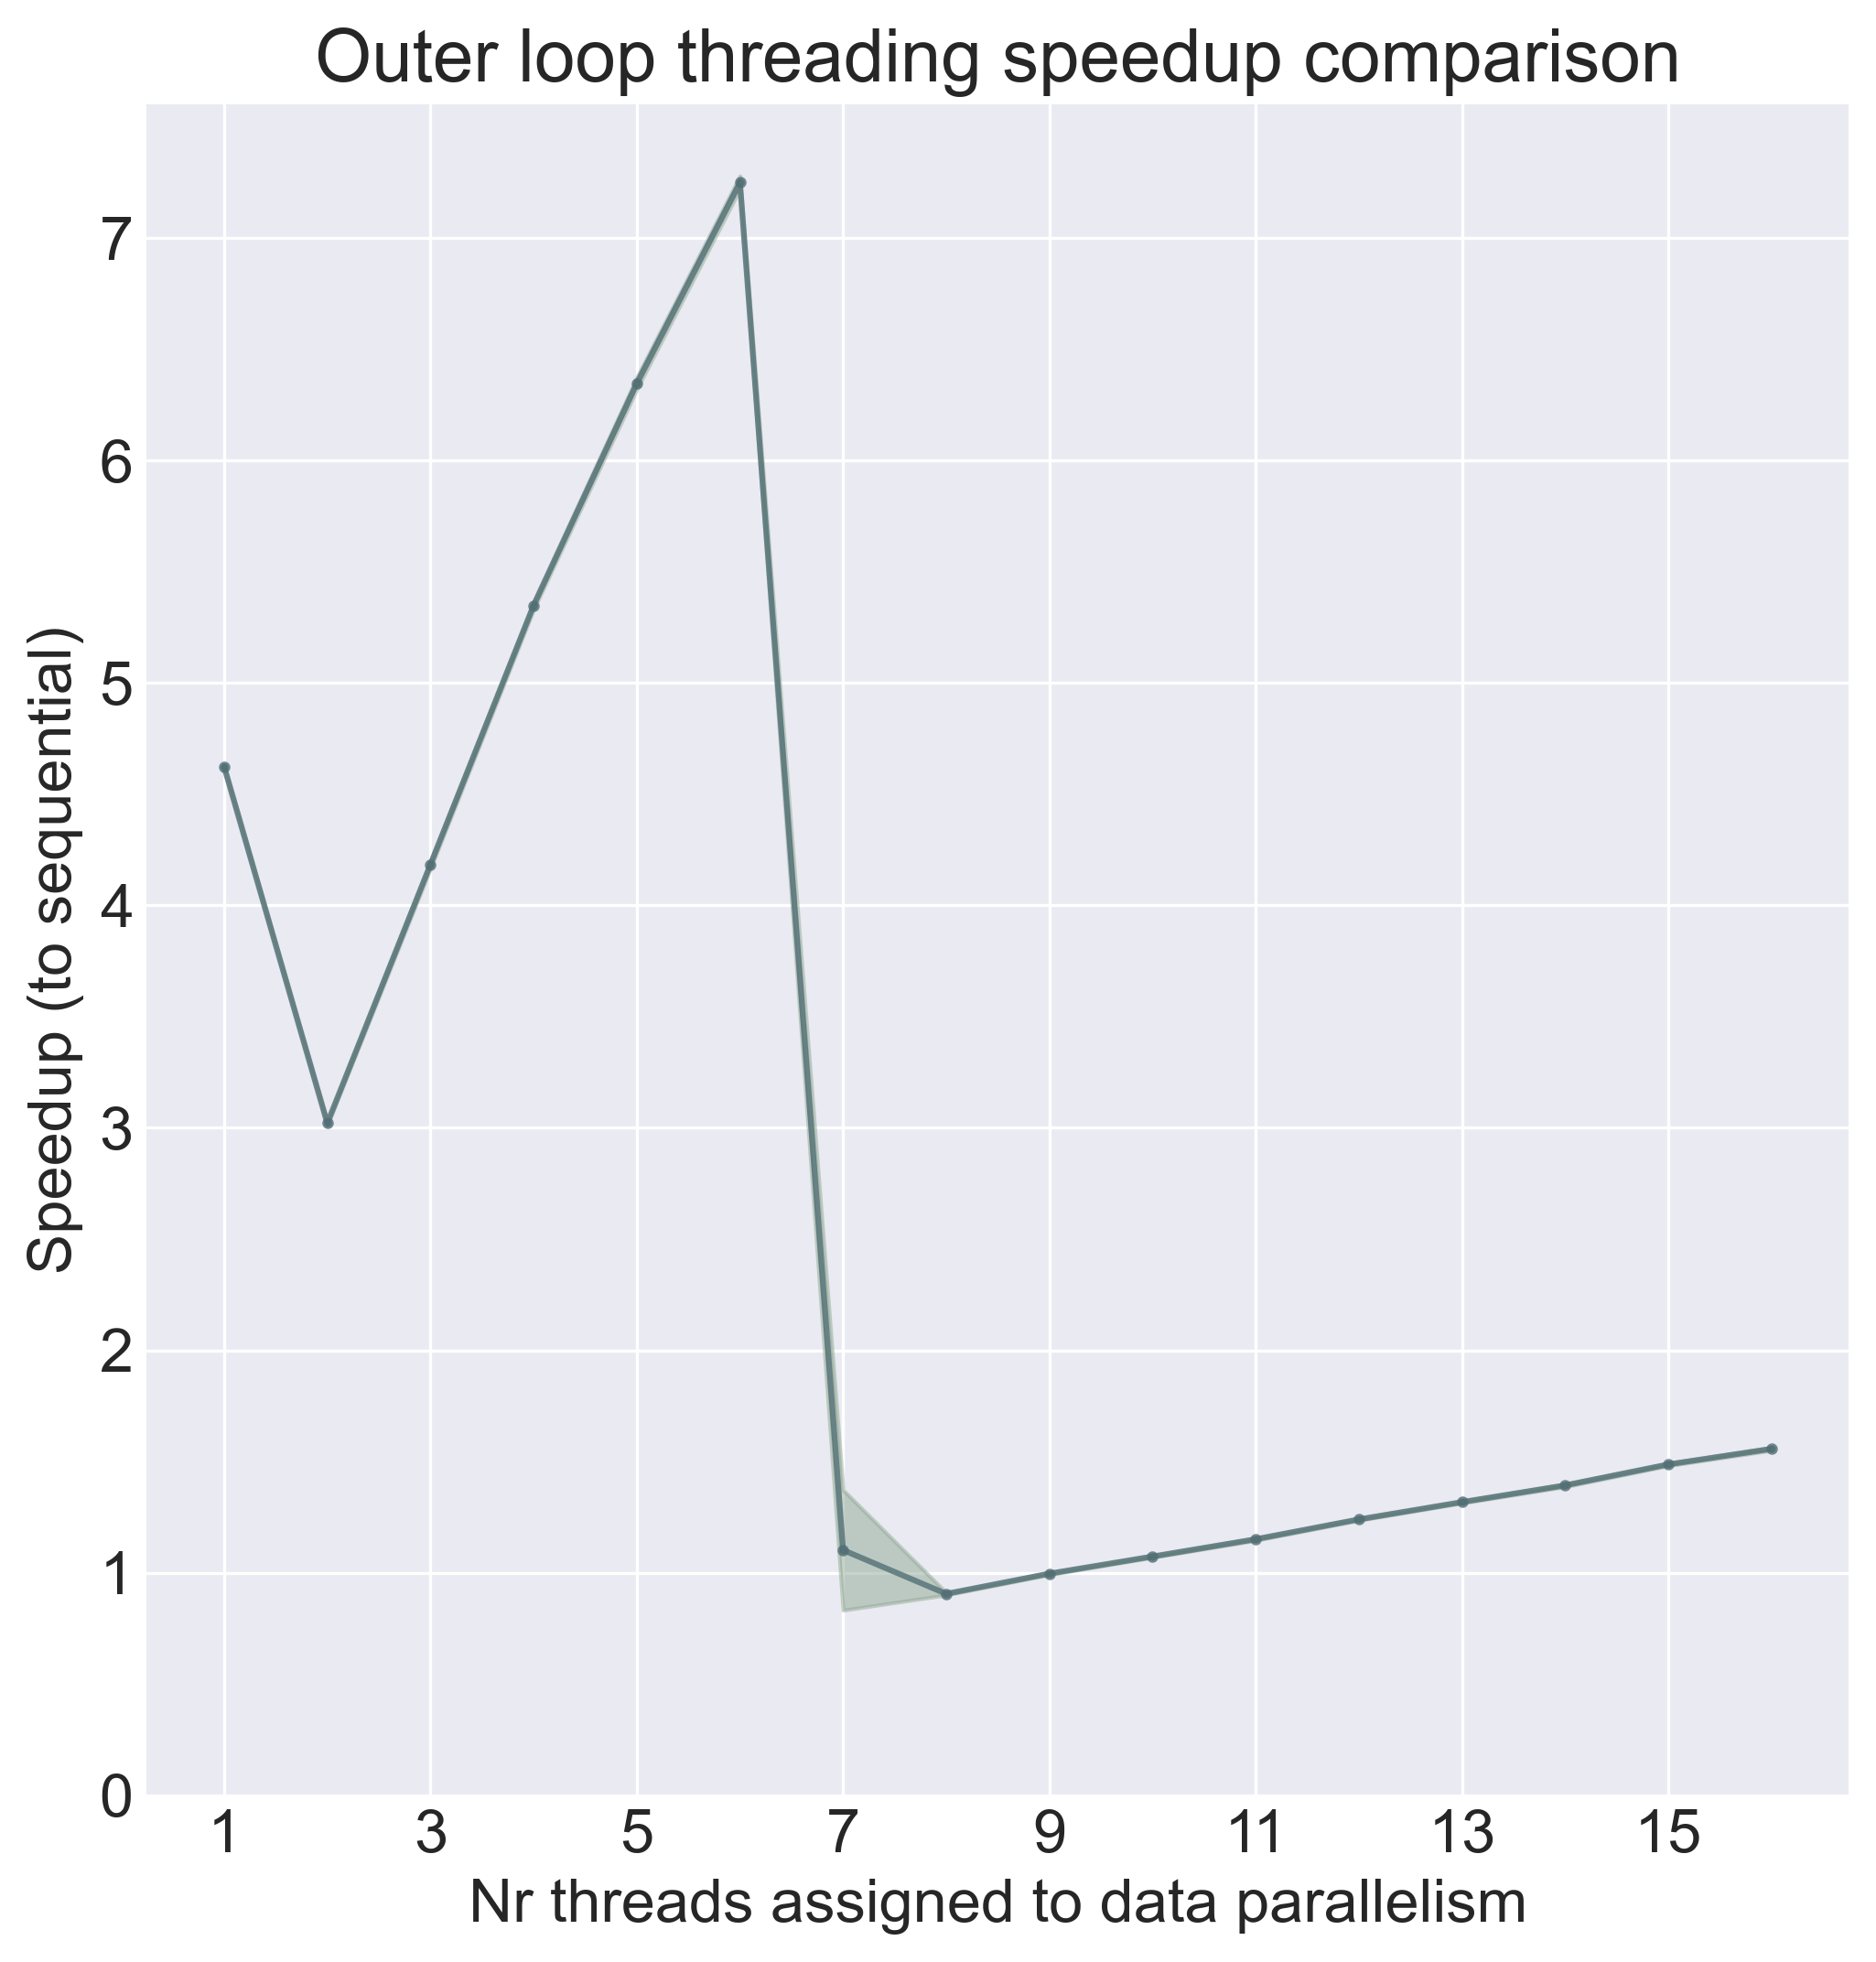 Outer loop threading speedup comparison
Speedup (to sequential)
7
6
5
4
3
2
1
0
1 3 5 7 9 11 13 15
Nr threads assigned to data parallelism